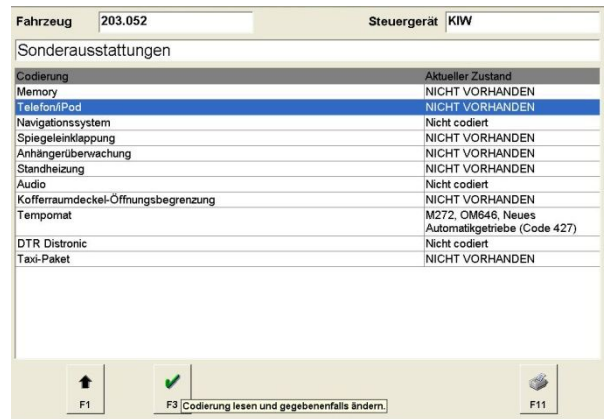 Fahrzeug 203.052 Steuergerät KIW
Sonderausstattungen
Codierung Aktueller Zustand
Memory NICHT VORHANDEN
Telefon/iPod NICHT VORHANDEN
Navigationssystem Nicht codiert
Spiegeleinklappung NICHT VORHANDEN
Anhängerüberwachung NICHT VORHANDEN
Standheizung NICHT VORHANDEN
Audio Nicht codiert
Kofferraumdeckel-Öffnungsbegrenzung NICHT VORHANDEN
Tempomat M272, OM646, Neues
Automatikgetriebe (Code 427)
DTR Distronic Nicht codiert
Taxi-Paket NICHT VORHANDEN
F1 F3 Codierung lesen und gegebenenfalls ändern. F11